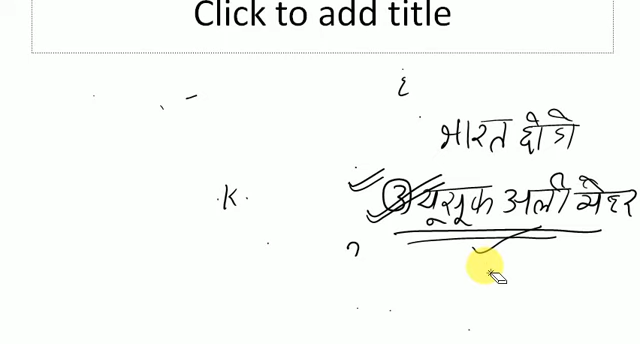 Click to add title
भारत छोडो
K
③ यूसूफ अली मेहर